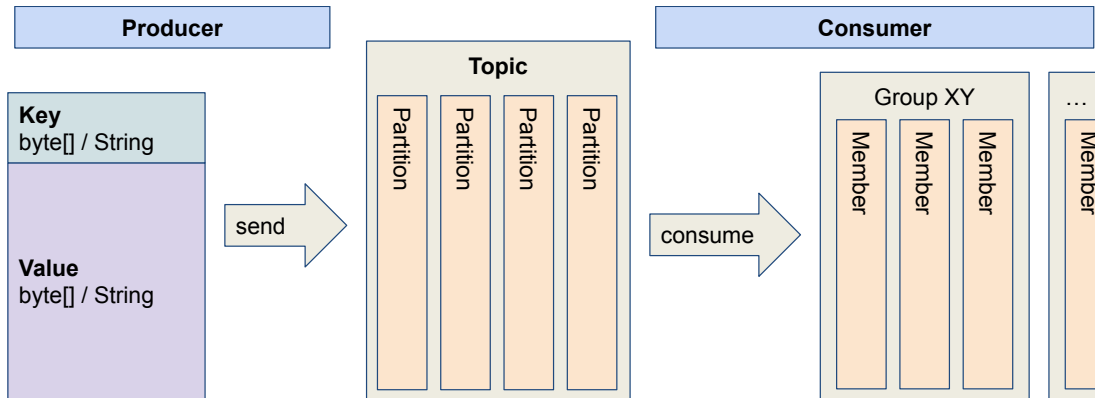 Producer
Consumer
Key
byte[] / String
Value
byte[] / String
send
Topic
Partition
Partition
Partition
Partition
consume
Group XY
Member
Member
Member
…
Member